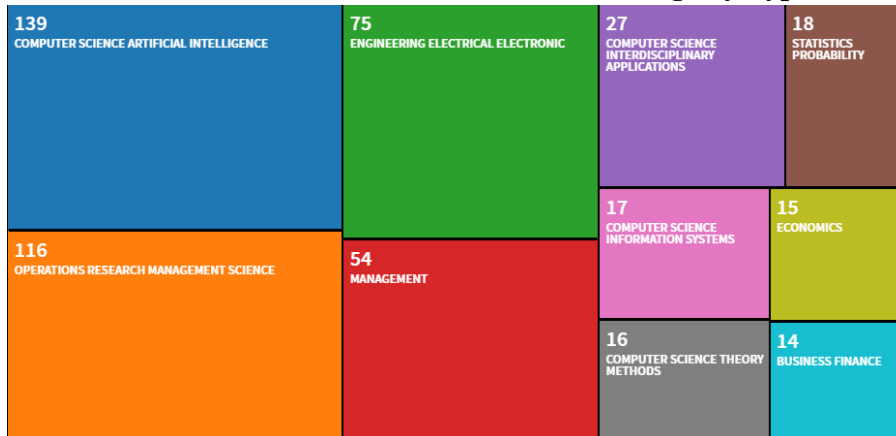 139
COMPUTER SCIENCE ARTIFICIAL INTELLIGENCE
116
OPERATIONS RESEARCH MANAGEMENT SCIENCE
75
ENGINEERING ELECTRICAL ELECTRONIC
54
MANAGEMENT
27
COMPUTER SCIENCE
INTERDISCIPLINARY
APPLICATIONS
18
STATISTICS
PROBABILITY
17
COMPUTER SCIENCE
INFORMATION SYSTEMS
15
ECONOMICS
16
COMPUTER SCIENCE THEORY
METHODS
14
BUSINESS FINANCE